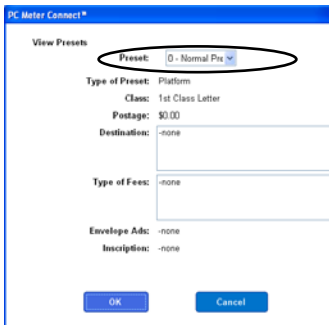 PC Meter Connect™
View Presets
Preset: 0 - Normal Pre
Type of Preset: Platform
Class: 1st Class Letter
Postage: $0.00
Destination: -none
Type of Fees: -none
Envelope Ads: -none
Inscription: -none
OK Cancel